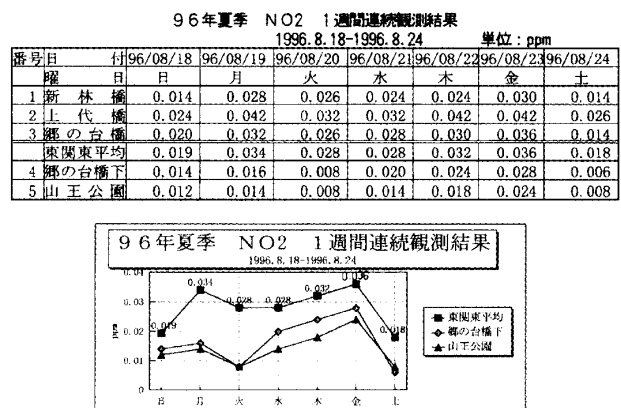 96年夏季 NO2 1週間連続観測結果
1996.8.18-1996.8.24 単位：ppm
番号 日付 96/08/18 96/08/19 96/08/20 96/08/21 96/08/22 96/08/23 96/08/24
曜日 日 月 火 水 木 金 土
1 新林橋 0.014 0.028 0.026 0.024 0.024 0.030 0.014
2 上代橋 0.024 0.042 0.032 0.032 0.042 0.042 0.026
3 郷の台橋 0.020 0.032 0.026 0.028 0.030 0.036 0.014
東関東平均 0.019 0.034 0.028 0.028 0.032 0.036 0.018
4 郷の台橋下 0.014 0.016 0.008 0.020 0.024 0.028 0.006
5 山王公園 0.012 0.014 0.008 0.014 0.018 0.024 0.008
96年夏季 NO2 1週間連続観測結果
1996.8.18-1996.8.24
0.04
0.03
0.02
0.01
0
ppm
0.019 0.034 0.028 0.028 0.032 0.036 0.018
日 月 火 水 木 金 土
東関東平均
郷の台橋下
山王公園